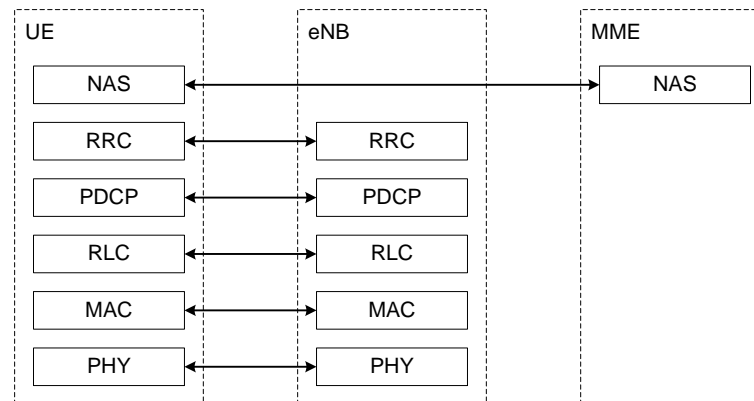 UE eNB MME
NAS NAS
RRC RRC
PDCP PDCP
RLC RLC
MAC MAC
PHY PHY